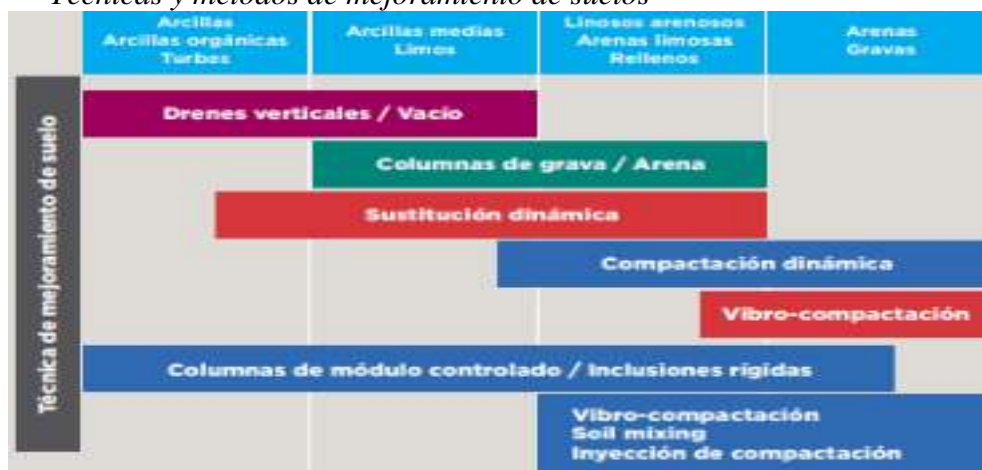 Técnicas y métodos de mejoramiento de suelos
Arcillas
Arcillas orgánicas
Turbas
Arcillas medias
Limos
Linosos arenosos
Arenas limosas
Rellenos
Arenas
Gravas
Técnica de mejoramiento de suelo
Drenes verticales / Vacío
Columnas de grava / Arena
Sustitución dinámica
Compactación dinámica
Vibro-compactación
Columnas de módulo controlado / Inclusiones rígidas
Vibro-compactación
Soil mixing
Inyección de compactación